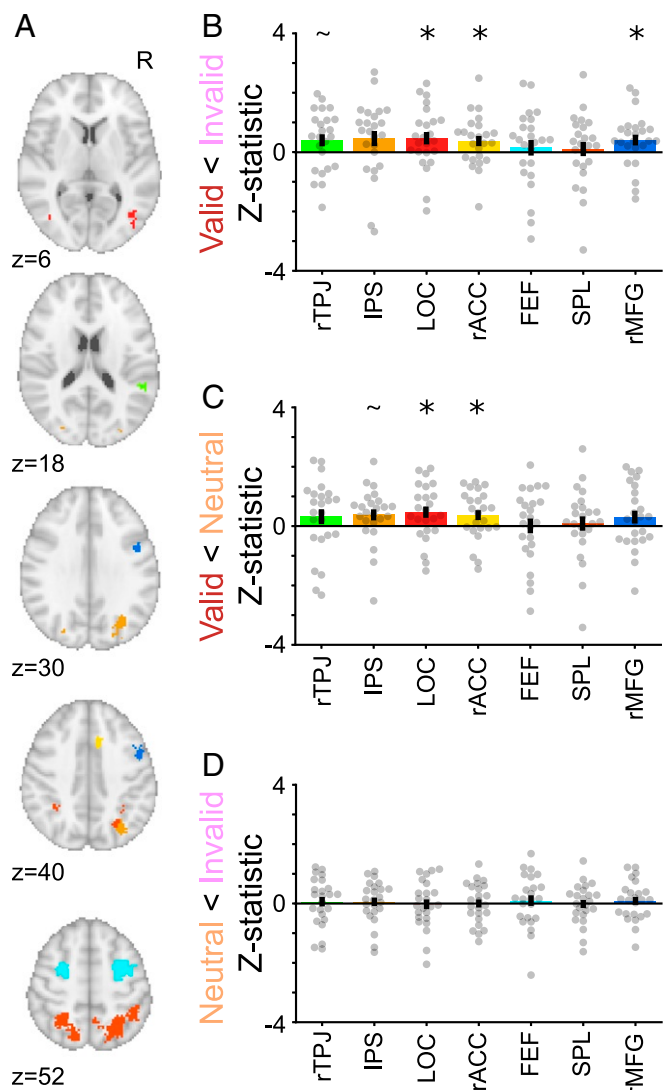 A
R
z=6
z=18
z=30
z=40
z=52
B
Valid < Invalid
Z-statistic
4
0
-4
~ * * *
rTPJ IPS LOC rACC FEF SPL rMFG
C
Valid < Neutral
Z-statistic
4
0
-4
~ * *
rTPJ IPS LOC rACC FEF SPL rMFG
D
Neutral < Invalid
Z-statistic
4
0
-4
rTPJ IPS LOC rACC FEF SPL rMFG